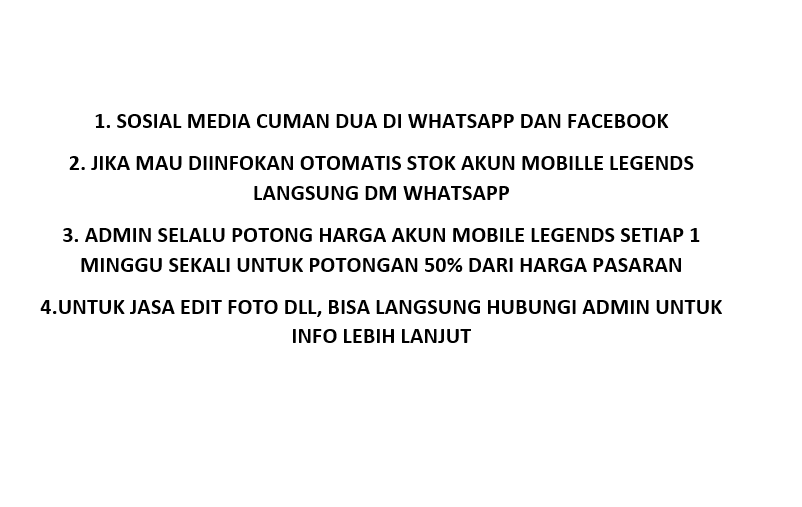 1. SOSIAL MEDIA CUMAN DUA DI WHATSAPP DAN FACEBOOK
2. JIKA MAU DIINFOKAN OTOMATIS STOK AKUN MOBILLE LEGENDS
LANGSUNG DM WHATSAPP
3. ADMIN SELALU POTONG HARGA AKUN MOBILE LEGENDS SETIAP 1
MINGGU SEKALI UNTUK POTONGAN 50% DARI HARGA PASARAN
4.UNTUK JASA EDIT FOTO DLL, BISA LANGSUNG HUBUNGI ADMIN UNTUK
INFO LEBIH LANJUT